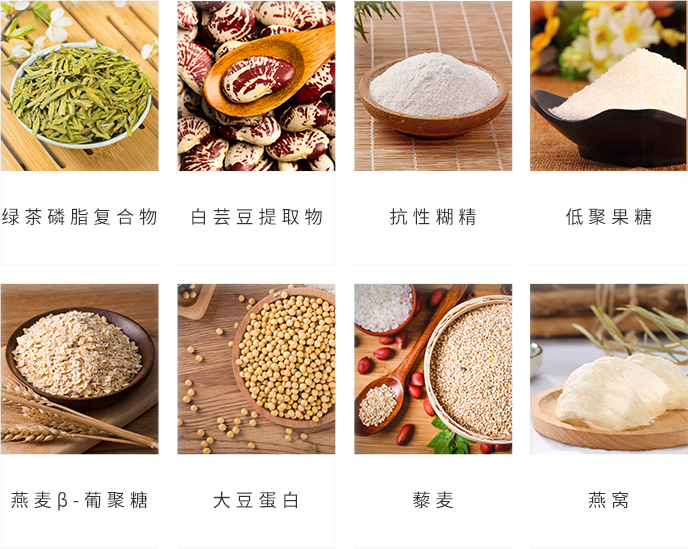 绿茶磷脂复合物
白芸豆提取物
抗性糊精
低聚果糖
燕麦β-葡聚糖
大豆蛋白
藜麦
燕窝